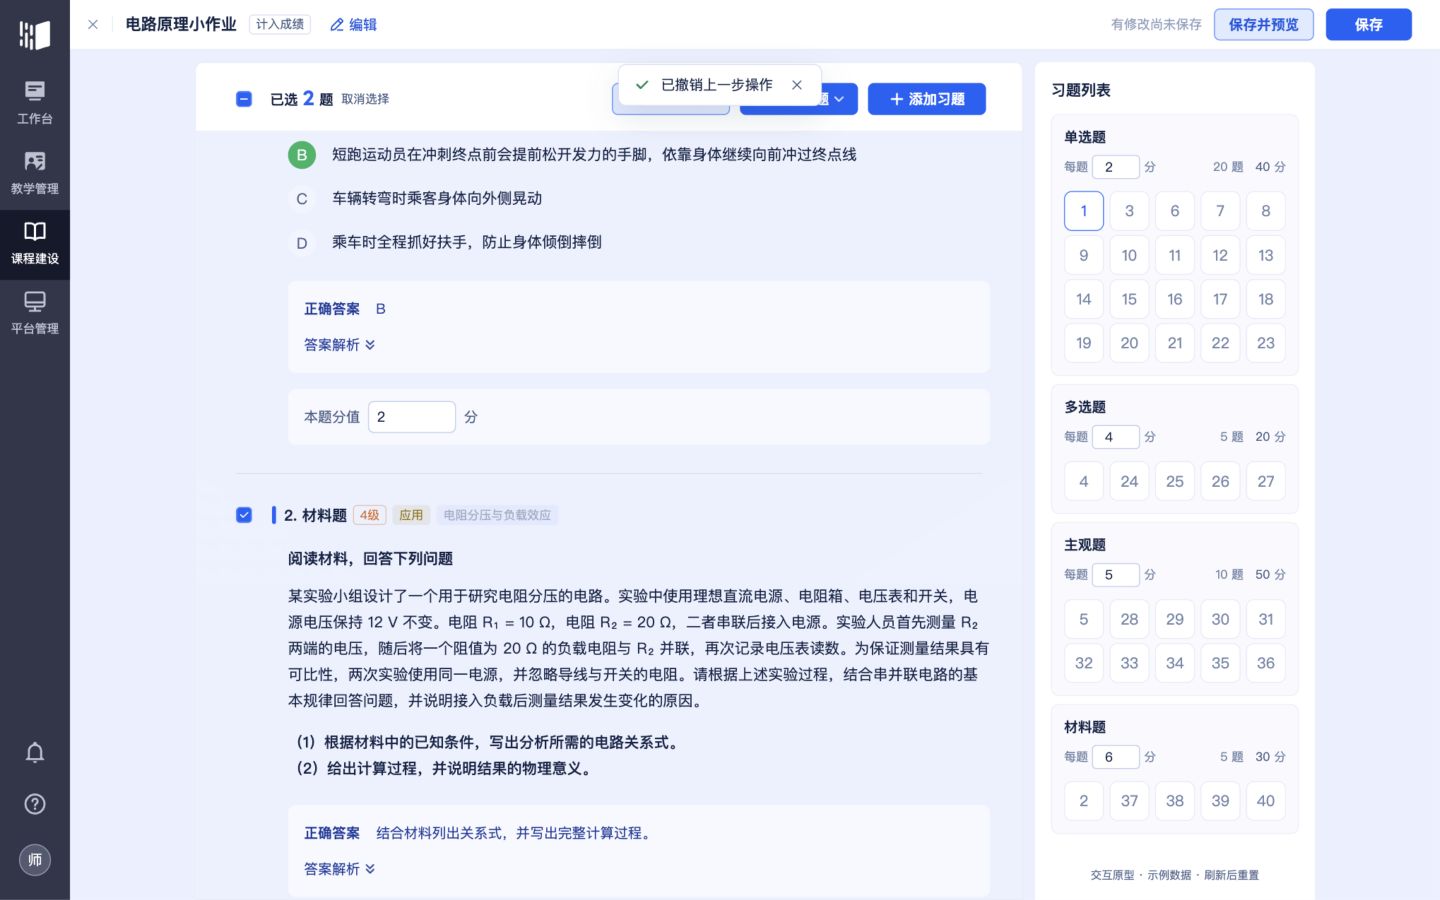 电路原理小作业 计入成绩 编辑 有修改尚未保存 保存并预览 保存
工作台
教学管理
课程建设
平台管理
师
已撤销上一步操作
已选 2 题 取消选择 题 添加习题
B 短跑运动员在冲刺终点前会提前松开发力的手脚，依靠身体继续向前冲过终点线
C 车辆转弯时乘客身体向外侧晃动
D 乘车时全程抓好扶手，防止身体倾倒摔倒
正确答案 B
答案解析
本题分值 2 分
2. 材料题 4级 应用 电阻分压与负载效应
阅读材料，回答下列问题
某实验小组设计了一个用于研究电阻分压的电路。实验中使用理想直流电源、电阻箱、电压表和开关，电
源电压保持 12 V 不变。电阻 R₁ = 10 Ω，电阻 R₂ = 20 Ω，二者串联后接入电源。实验人员首先测量 R₂
两端的电压，随后将一个阻值为 20 Ω 的负载电阻与 R₂ 并联，再次记录电压表读数。为保证测量结果具有
可比性，两次实验使用同一电源，并忽略导线与开关的电阻。请根据上述实验过程，结合串并联电路的基
本规律回答问题，并说明接入负载后测量结果发生变化的原因。
（1）根据材料中的已知条件，写出分析所需的电路关系式。
（2）给出计算过程，并说明结果的物理意义。
正确答案 结合材料列出关系式，并写出完整计算过程。
答案解析
习题列表
单选题
每题 2 分 20 题 40 分
1 3 6 7 8
9 10 11 12 13
14 15 16 17 18
19 20 21 22 23
多选题
每题 4 分 5 题 20 分
4 24 25 26 27
主观题
每题 5 分 10 题 50 分
5 28 29 30 31
32 33 34 35 36
材料题
每题 6 分 5 题 30 分
2 37 38 39 40
交互原型 · 示例数据 · 刷新后重置